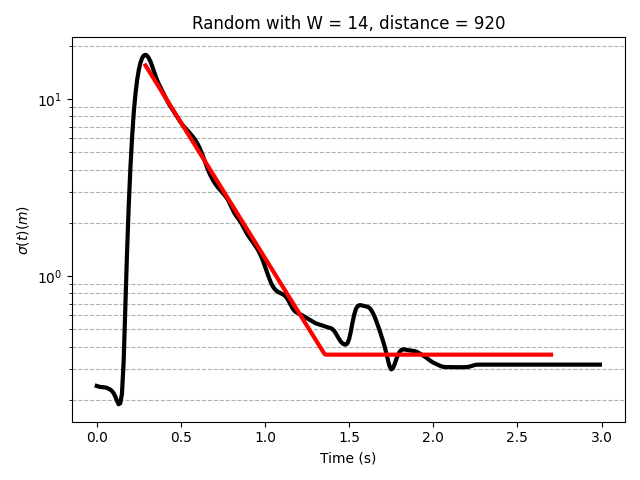 Random with W = 14, distance = 920
10¹
10⁰
σ(t)(m)
0.0 0.5 1.0 1.5 2.0 2.5 3.0
Time (s)